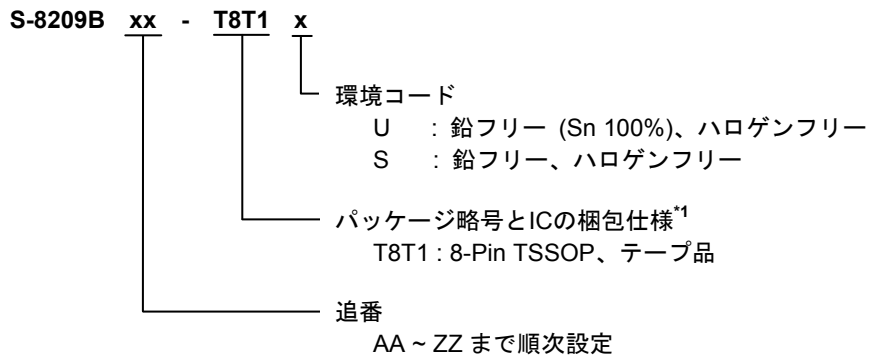 S-8209B xx - T8T1 x
環境コード
U : 鉛フリー (Sn 100%)、ハロゲンフリー
S : 鉛フリー、ハロゲンフリー
パッケージ略号とICの梱包仕様*1
T8T1 : 8-Pin TSSOP、テープ品
追番
AA ~ ZZ まで順次設定